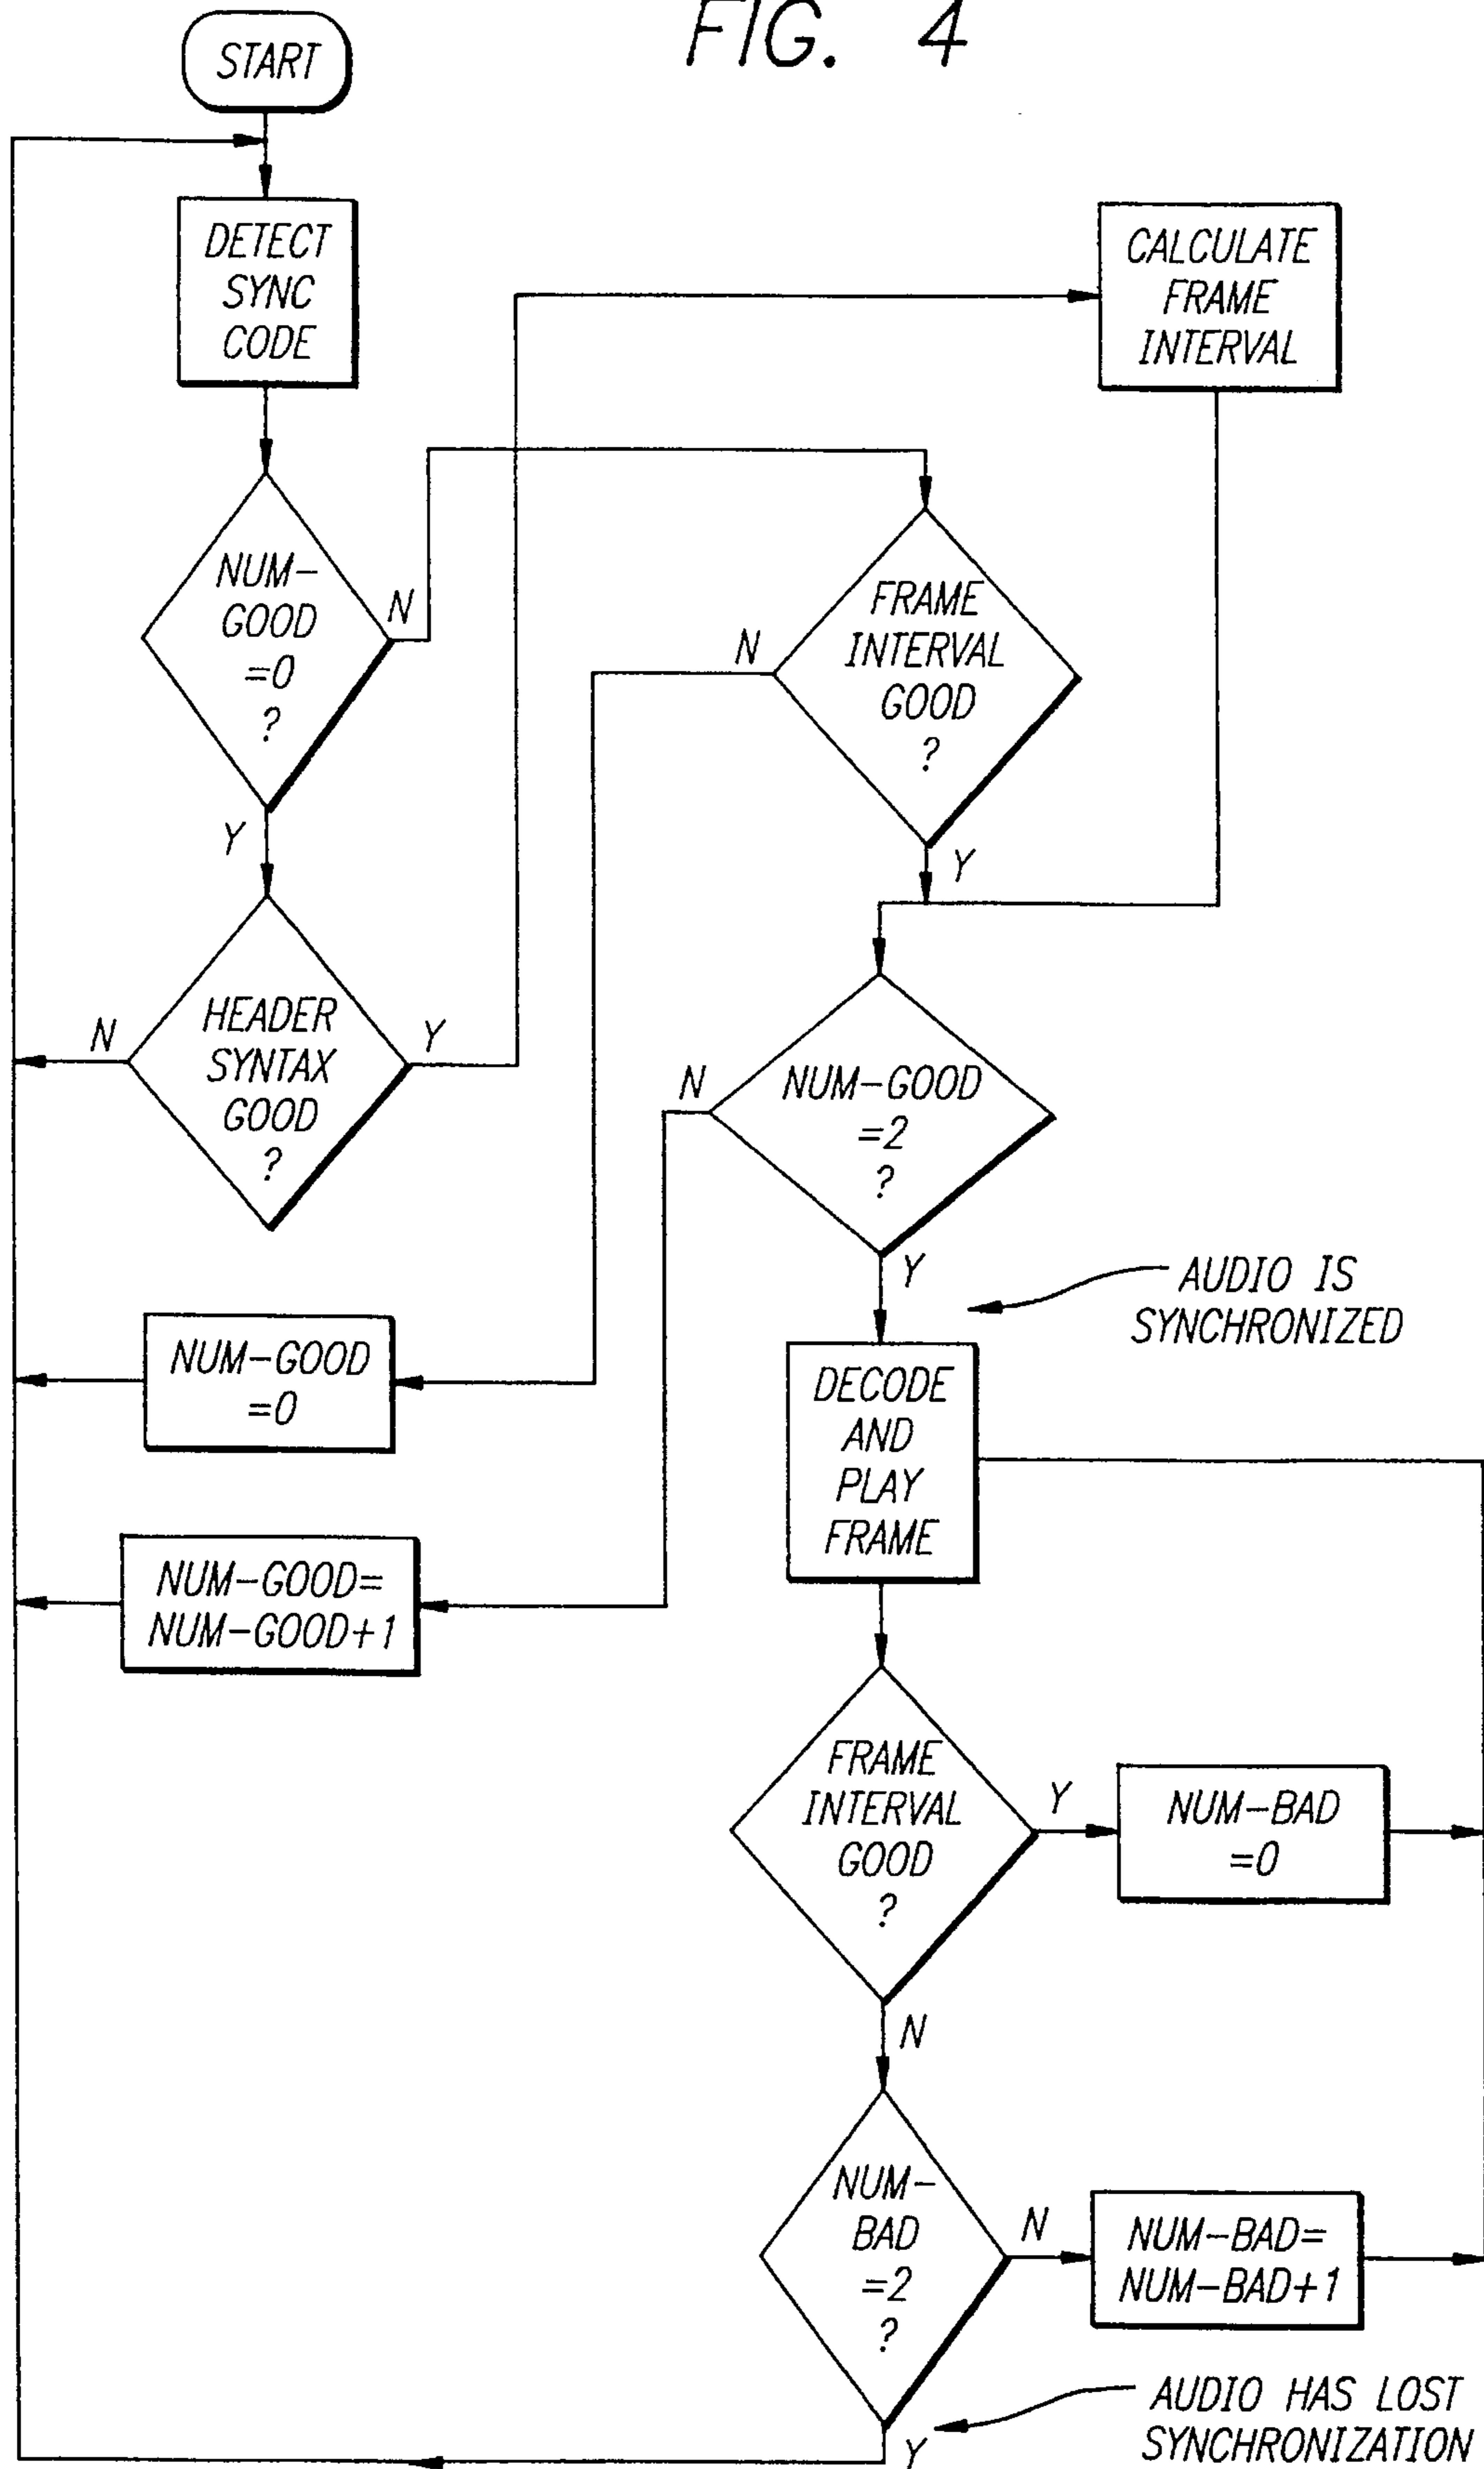 FIG. 4
START
DETECT
SYNC
CODE
CALCULATE
FRAME
INTERVAL
NUM-
GOOD
=0
?
N
Y
FRAME
INTERVAL
GOOD
?
N
Y
HEADER
SYNTAX
GOOD
?
N
Y
NUM-GOOD
=2
?
N
Y
AUDIO IS
SYNCHRONIZED
NUM-GOOD
=0
DECODE
AND
PLAY
FRAME
NUM-GOOD=
NUM-GOOD+1
FRAME
INTERVAL
GOOD
?
Y
N
NUM-BAD
=0
NUM-
BAD
=2
?
N
Y
NUM-BAD=
NUM-BAD+1
AUDIO HAS LOST
SYNCHRONIZATION